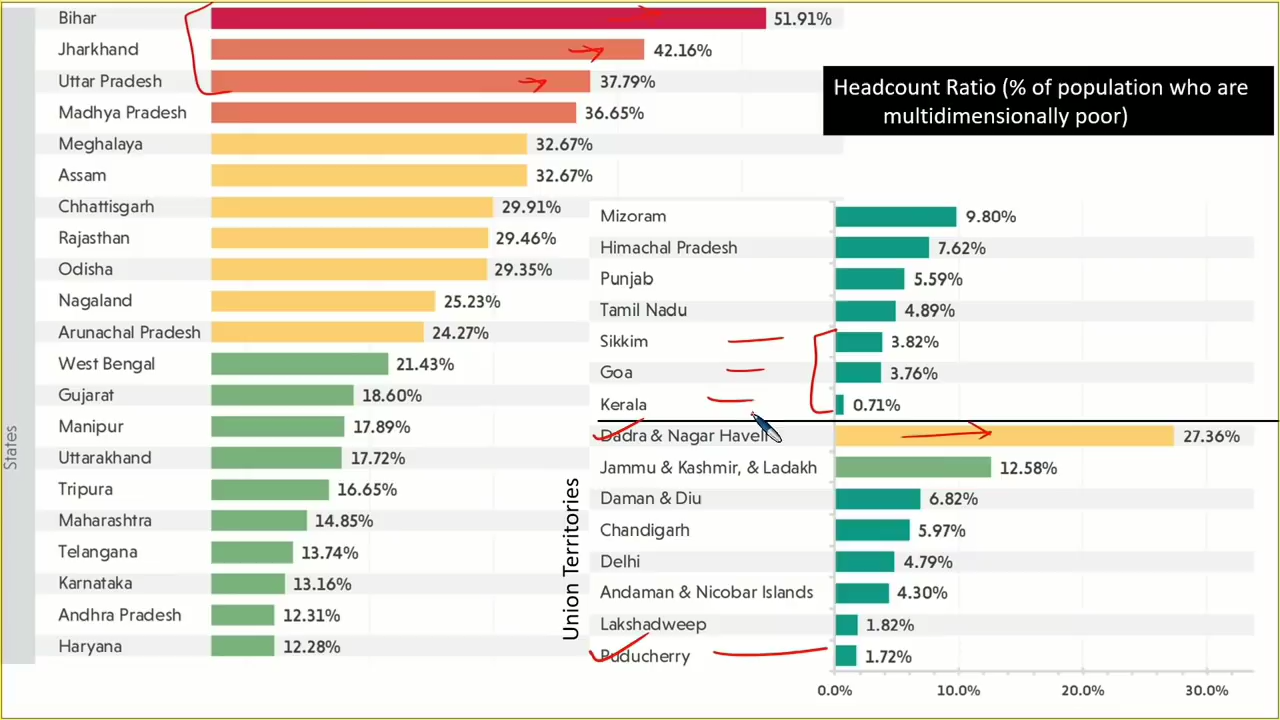 States
Bihar 51.91%
Jharkhand 42.16%
Uttar Pradesh 37.79%
Madhya Pradesh 36.65%
Meghalaya 32.67%
Assam 32.67%
Chhattisgarh 29.91%
Rajasthan 29.46%
Odisha 29.35%
Nagaland 25.23%
Arunachal Pradesh 24.27%
West Bengal 21.43%
Gujarat 18.60%
Manipur 17.89%
Uttarakhand 17.72%
Tripura 16.65%
Maharashtra 14.85%
Telangana 13.74%
Karnataka 13.16%
Andhra Pradesh 12.31%
Haryana 12.28%
Headcount Ratio (% of population who are
multidimensionally poor)
Mizoram 9.80%
Himachal Pradesh 7.62%
Punjab 5.59%
Tamil Nadu 4.89%
Sikkim 3.82%
Goa 3.76%
Kerala 0.71%
Union Territories
Dadra & Nagar Haveli 27.36%
Jammu & Kashmir, & Ladakh 12.58%
Daman & Diu 6.82%
Chandigarh 5.97%
Delhi 4.79%
Andaman & Nicobar Islands 4.30%
Lakshadweep 1.82%
Puducherry 1.72%
0.0% 10.0% 20.0% 30.0%